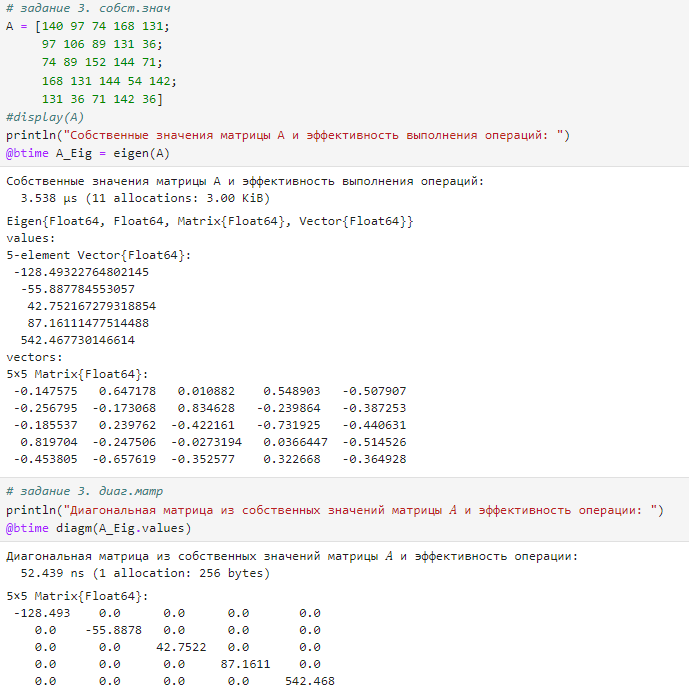 # задание 3. собст.знач
A = [140 97 74 168 131;
97 106 89 131 36;
74 89 152 144 71;
168 131 144 54 142;
131 36 71 142 36]
#display(A)
println("Собственные значения матрицы A и эффективность выполнения операций: ")
@btime A_Eig = eigen(A)
Собственные значения матрицы A и эффективность выполнения операций:
3.538 μs (11 allocations: 3.00 KiB)
Eigen{Float64, Float64, Matrix{Float64}, Vector{Float64}}
values:
5-element Vector{Float64}:
-128.49322764802145
-55.887784553057
42.752167279318854
87.16111477514488
542.467730146614
vectors:
5×5 Matrix{Float64}:
-0.147575 0.647178 0.010882 0.548903 -0.507907
-0.256795 -0.173068 0.834628 -0.239864 -0.387253
-0.185537 0.239762 -0.422161 -0.731925 -0.440631
0.819704 -0.247506 -0.0273194 0.0366447 -0.514526
-0.453805 -0.657619 -0.352577 0.322668 -0.364928
# задание 3. диаг.матр
println("Диагональная матрица из собственных значений матрицы 𝐴 и эффективность операции: ")
@btime diagm(A_Eig.values)
Диагональная матрица из собственных значений матрицы 𝐴 и эффективность операции:
52.439 ns (1 allocation: 256 bytes)
5×5 Matrix{Float64}:
-128.493 0.0 0.0 0.0 0.0
0.0 -55.8878 0.0 0.0 0.0
0.0 0.0 42.7522 0.0 0.0
0.0 0.0 0.0 87.1611 0.0
0.0 0.0 0.0 0.0 542.468